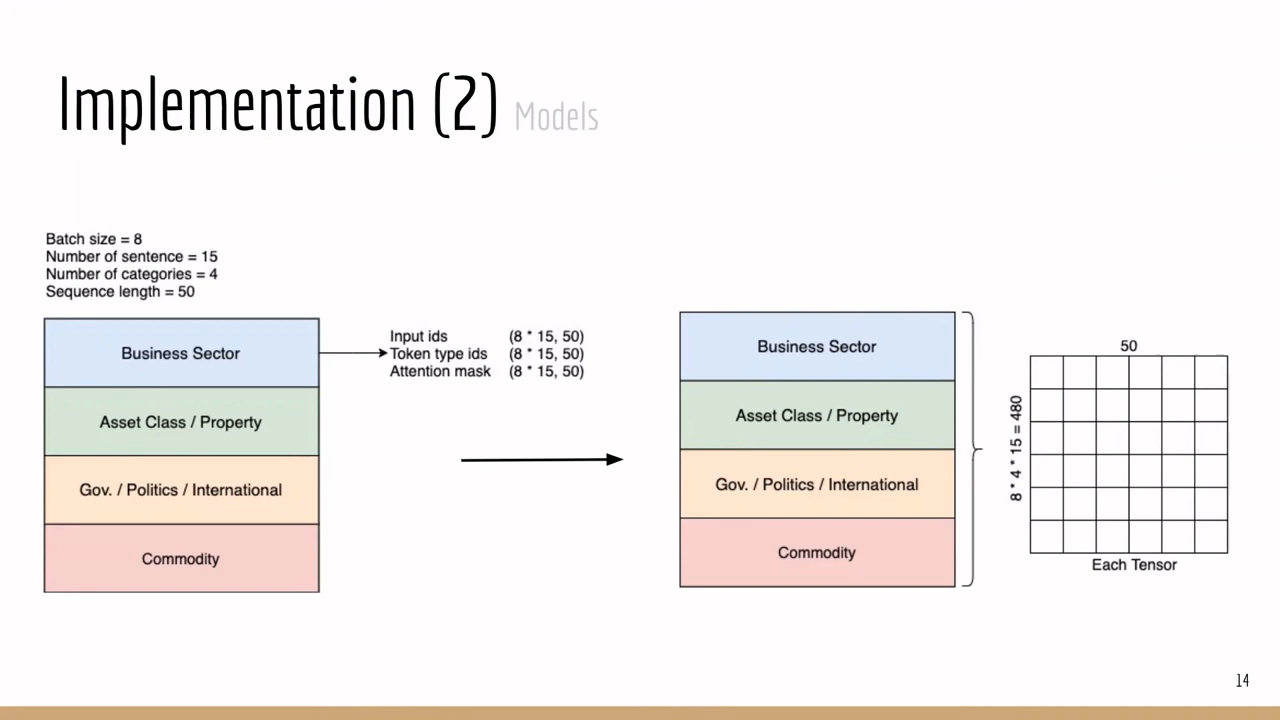 Implementation (2) Models
Batch size = 8
Number of sentence = 15
Number of categories = 4
Sequence length = 50
Business Sector
Asset Class / Property
Gov. / Politics / International
Commodity
Input ids (8 * 15, 50)
Token type ids (8 * 15, 50)
Attention mask (8 * 15, 50)
Business Sector
Asset Class / Property
Gov. / Politics / International
Commodity
50
8 * 4 * 15 = 480
Each Tensor
14